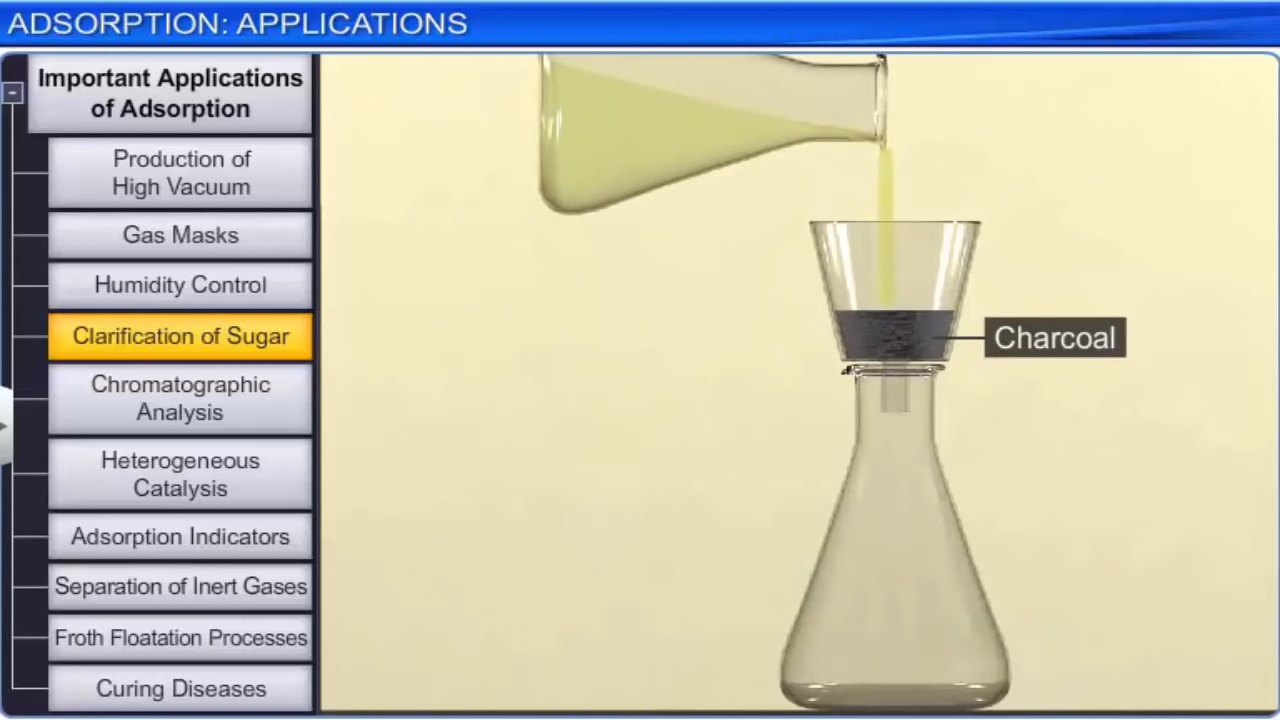 ADSORPTION: APPLICATIONS
Important Applications
of Adsorption
Production of
High Vacuum
Gas Masks
Humidity Control
Clarification of Sugar
Chromatographic
Analysis
Heterogeneous
Catalysis
Adsorption Indicators
Separation of Inert Gases
Froth Floatation Processes
Curing Diseases
Charcoal